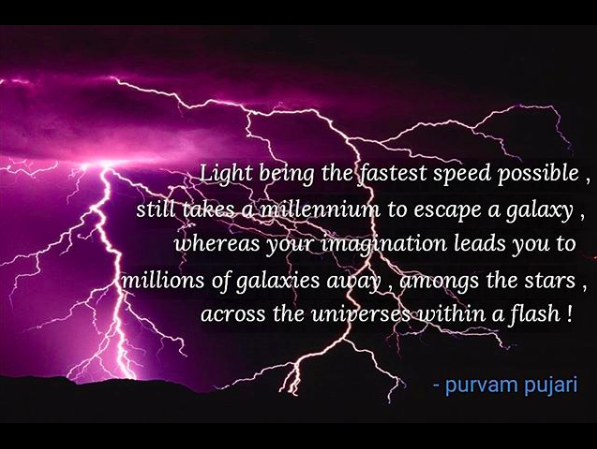 Light being the fastest speed possible ,
still takes a millennium to escape a galaxy ,
whereas your imagination leads you to
millions of galaxies away , amongs the stars ,
across the universes within a flash !
- purvam pujari